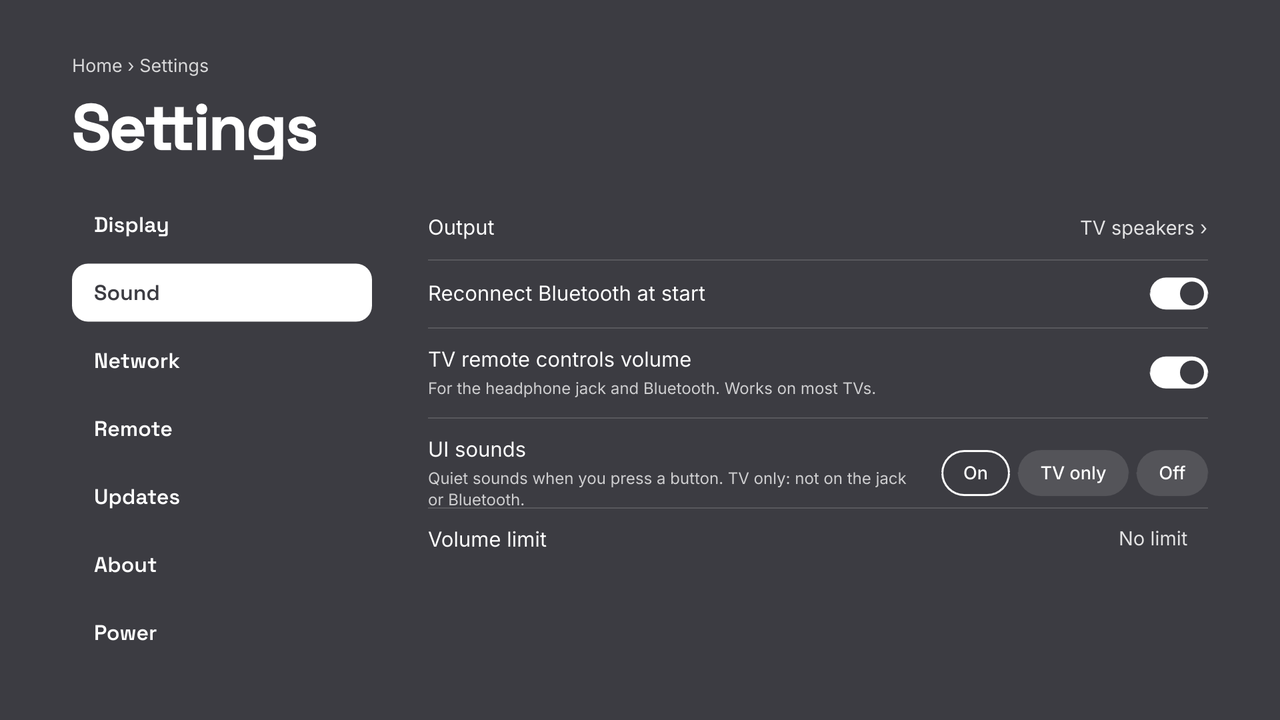 Home › Settings
Settings
Display
Sound
Network
Remote
Updates
About
Power
Output
TV speakers ›
Reconnect Bluetooth at start
TV remote controls volume
For the headphone jack and Bluetooth. Works on most TVs.
UI sounds
Quiet sounds when you press a button. TV only: not on the jack
or Bluetooth.
On
TV only
Off
Volume limit
No limit